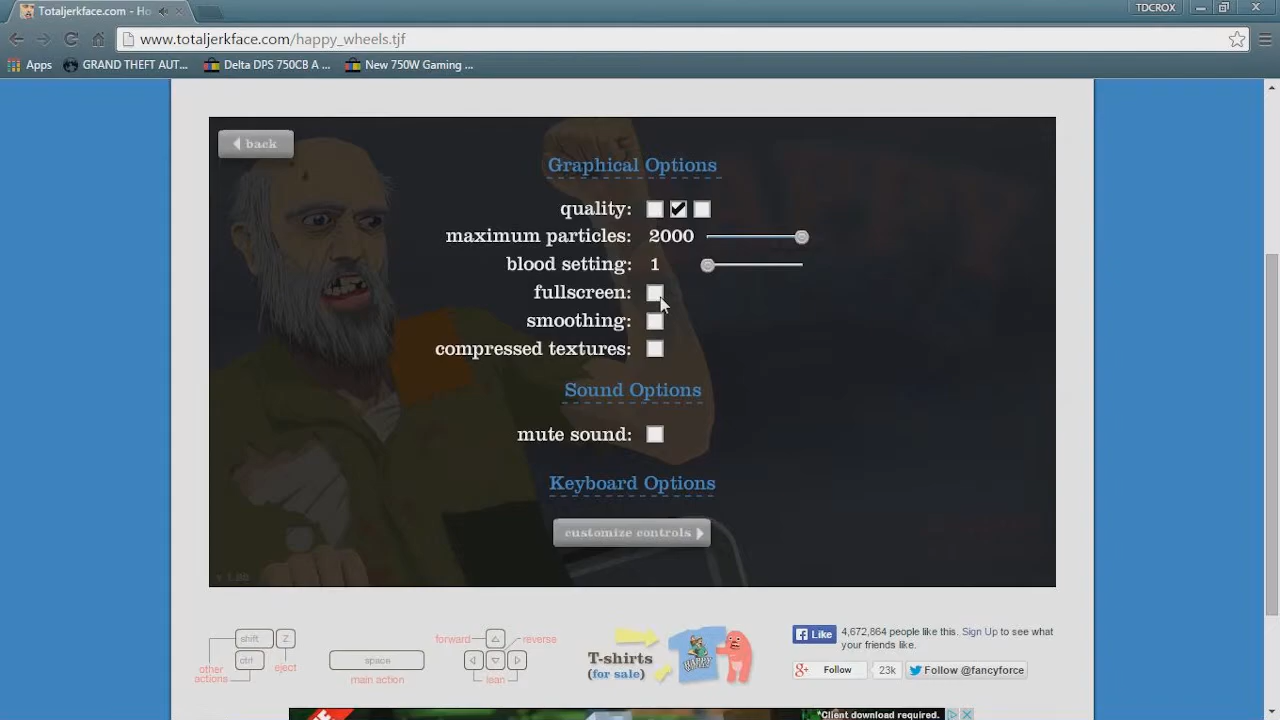 Totaljerkface.com - Ho
TDCROX
www.totaljerkface.com/happy_wheels.tjf
Apps
GRAND THEFT AUT...
Delta DPS 750CB A ...
New 750W Gaming ...
back
Graphical Options
quality:
maximum particles: 2000
blood setting: 1
fullscreen:
smoothing:
compressed textures:
Sound Options
mute sound:
Keyboard Options
customize controls
shift
Z
ctrl
other
actions
eject
space
main action
forward
reverse
lean
T-shirts
(for sale)
HAPPY
Like
4,672,864 people like this. Sign Up to see what
your friends like.
Follow
23k
Follow @fancyforce
*Client download required.